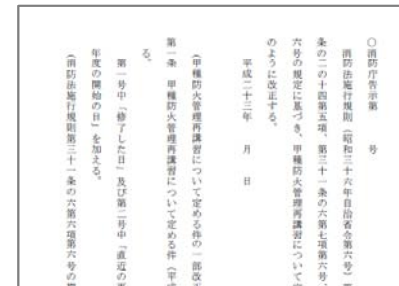 ○消防庁告示第　　号
消防法施行規則（昭和三十六年自治省令第六号）第
条の二の十四第五項、第三十一条の六第七項第六号、
六号の規定に基づき、甲種防火管理再講習について定
のように改正する。
平成二十三年　月　日
（甲種防火管理再講習について定める件の一部改正
第一条　甲種防火管理再講習について定める件（平成
る。
第一号中「修了した日」及び第二号中「直近の再
年度の開始の日」を加える。
（消防法施行規則第三十一条の六第六項第六号の規